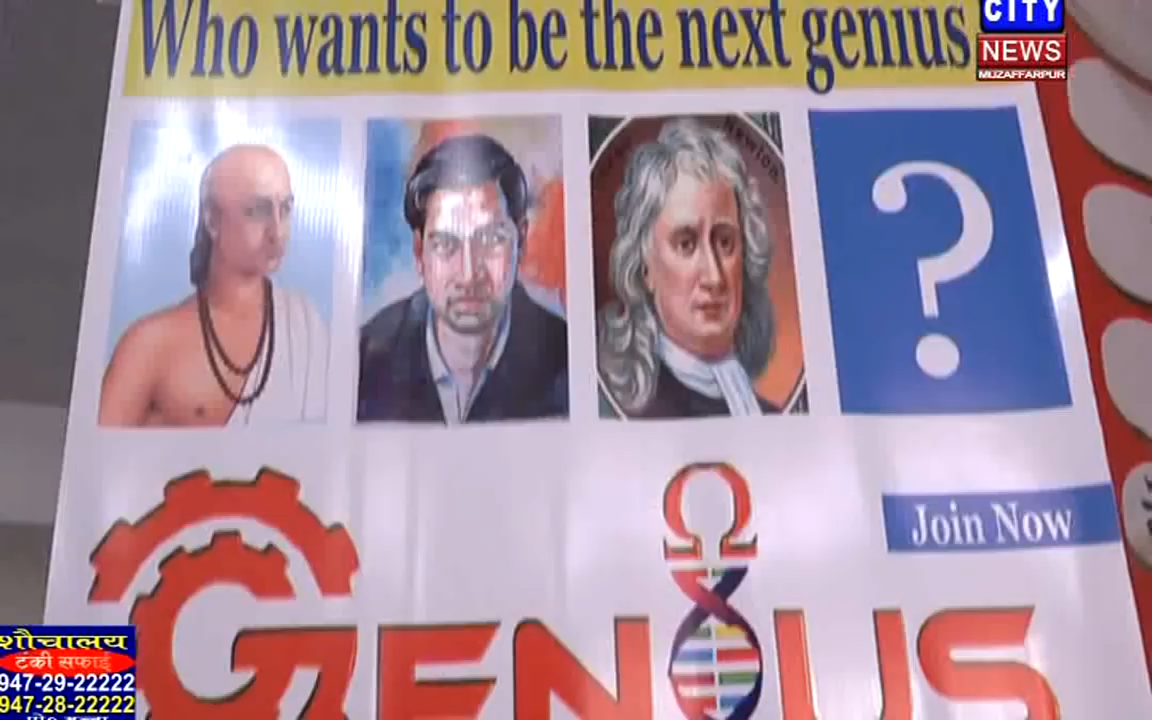 Who wants to be the next genius
CITY
NEWS
MUZAFFARPUR
Newton
?
Join Now
Ω
GENIUS
शौचालय
टंकी सफाई
947-29-22222
947-28-22222